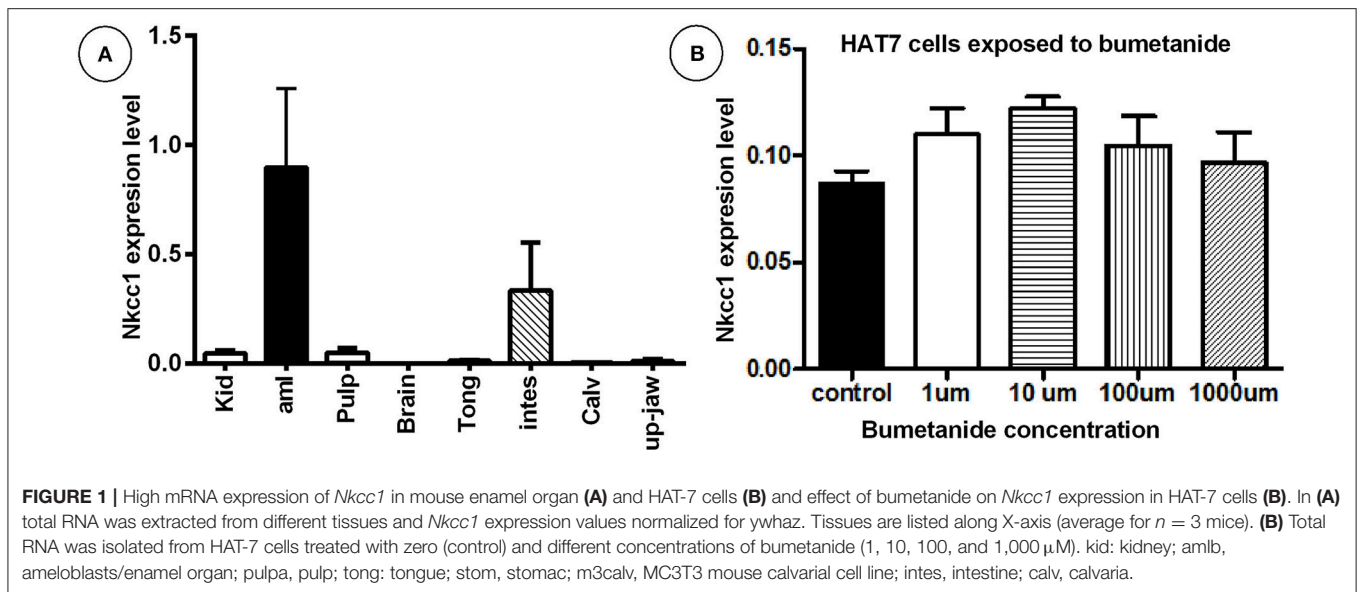 A
1.5
1.0
0.5
0.0
Nkcc1 expression level
Kid
aml
Pulp
Brain
Tong
intes
Calv
up-jaw
B
HAT7 cells exposed to bumetanide
0.15
0.10
0.05
0.00
Nkcc1 expresion level
control 1um 10 um 100um 1000um
Bumetanide concentration
FIGURE 1 | High mRNA expression of Nkcc1 in mouse enamel organ (A) and HAT-7 cells (B) and effect of bumetanide on Nkcc1 expression in HAT-7 cells (B). In (A)
total RNA was extracted from different tissues and Nkcc1 expression values normalized for ywhaz. Tissues are listed along X-axis (average for n = 3 mice). (B) Total
RNA was isolated from HAT-7 cells treated with zero (control) and different concentrations of bumetanide (1, 10, 100, and 1,000 μM). kid: kidney; amlb,
ameloblasts/enamel organ; pulpa, pulp; tong: tongue; stom, stomac; m3calv, MC3T3 mouse calvarial cell line; intes, intestine; calv, calvaria.